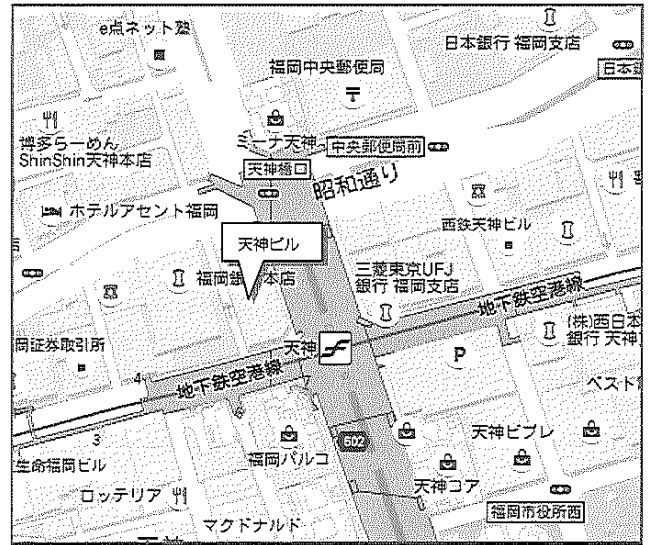 e点ネット塾
日本銀行 福岡支店
福岡中央郵便局
日本銀
博多らーめん
ShinShin天神本店
ミーナ天神
中央郵便局前
天神橋口
昭和通り
ホテルアセント福岡
西鉄天神ビル
天神ビル
福岡銀
本店
三菱東京UFJ
銀行 福岡支店
地下鉄空港線
(株)西日本
銀行 天神
岡証券取引所
天神
P
地下鉄空港線
4
ベスト
3
602
天神ビブレ
福岡パルコ
生命福岡ビル
天神コア
ロッテリア
福岡市役所西
マクドナルド